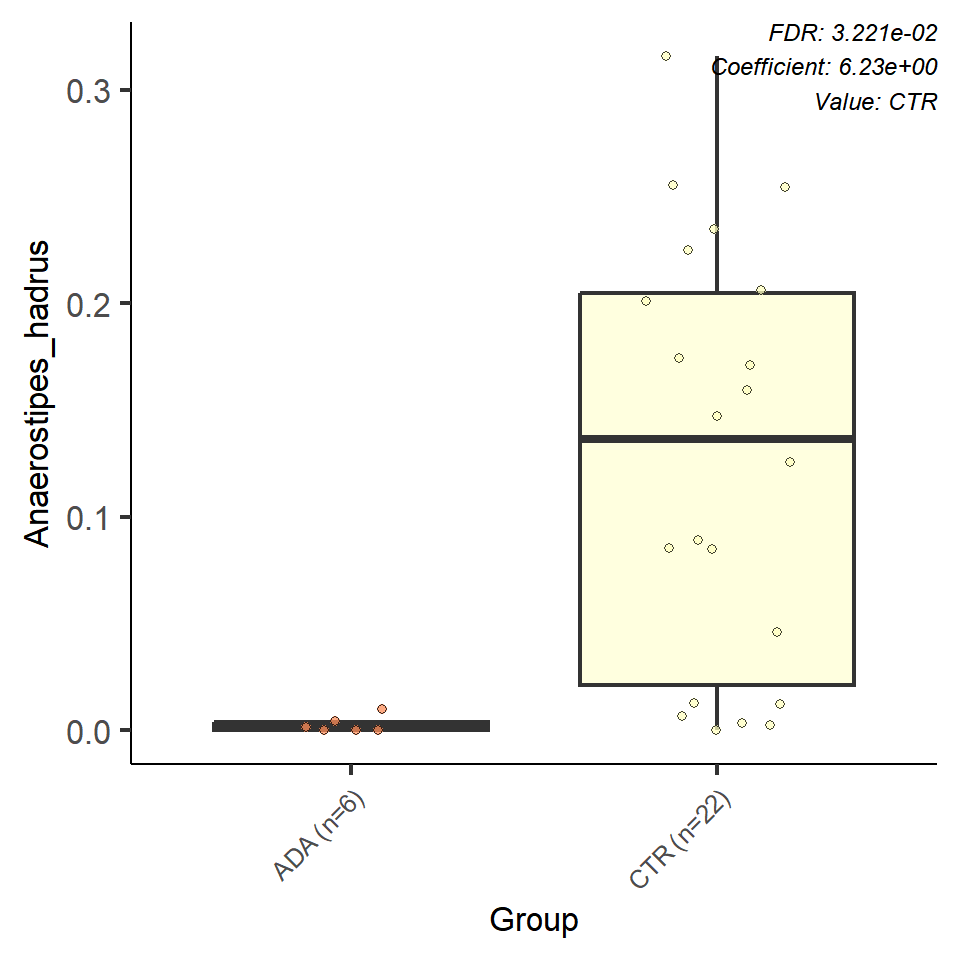 FDR: 3.221e-02
Coefficient: 6.23e+00
Value: CTR
Anaerostipes_hadrus
0.3
0.2
0.1
0.0
ADA (n=6)
CTR (n=22)
Group